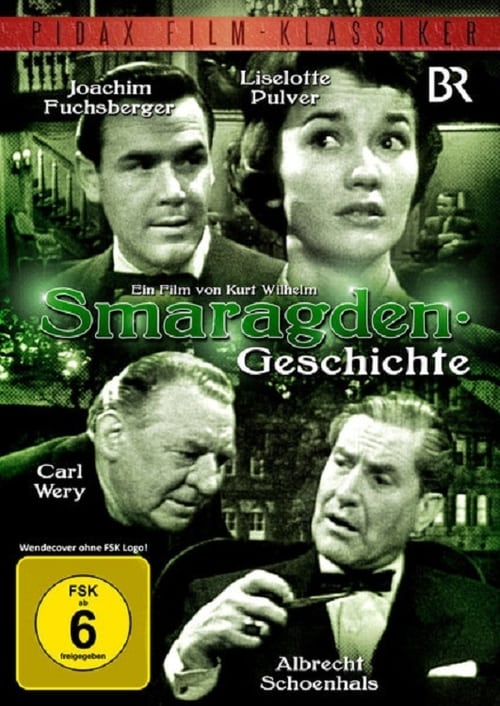 PIDAX FILM-KLASSIKER
Joachim
Fuchsberger
Liselotte
Pulver
BR
Ein Film von Kurt Wilhelm
Smaragden-
Geschichte
Carl
Wery
Wendecover ohne FSK Logo!
FSK
ab
6
freigegeben
Albrecht
Schoenhals